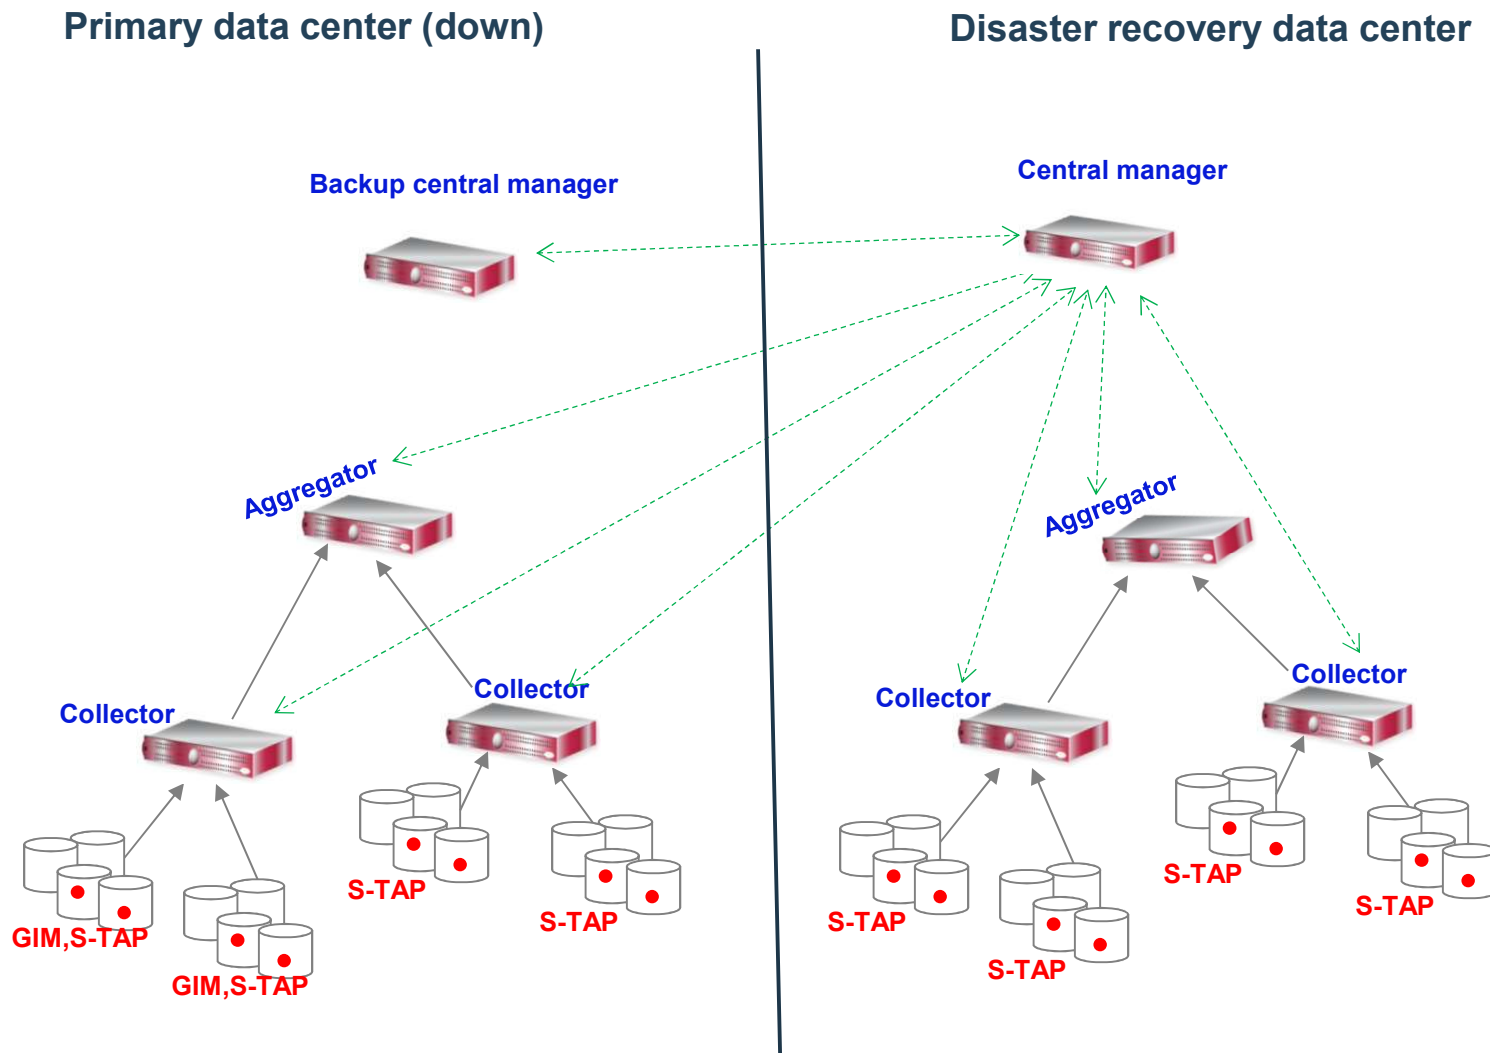 Primary data center (down)
Disaster recovery data center
Backup central manager
Central manager
Aggregator
Aggregator
Collector
Collector
Collector
Collector
S-TAP
S-TAP
GIM,S-TAP
GIM,S-TAP
S-TAP
S-TAP
S-TAP
S-TAP